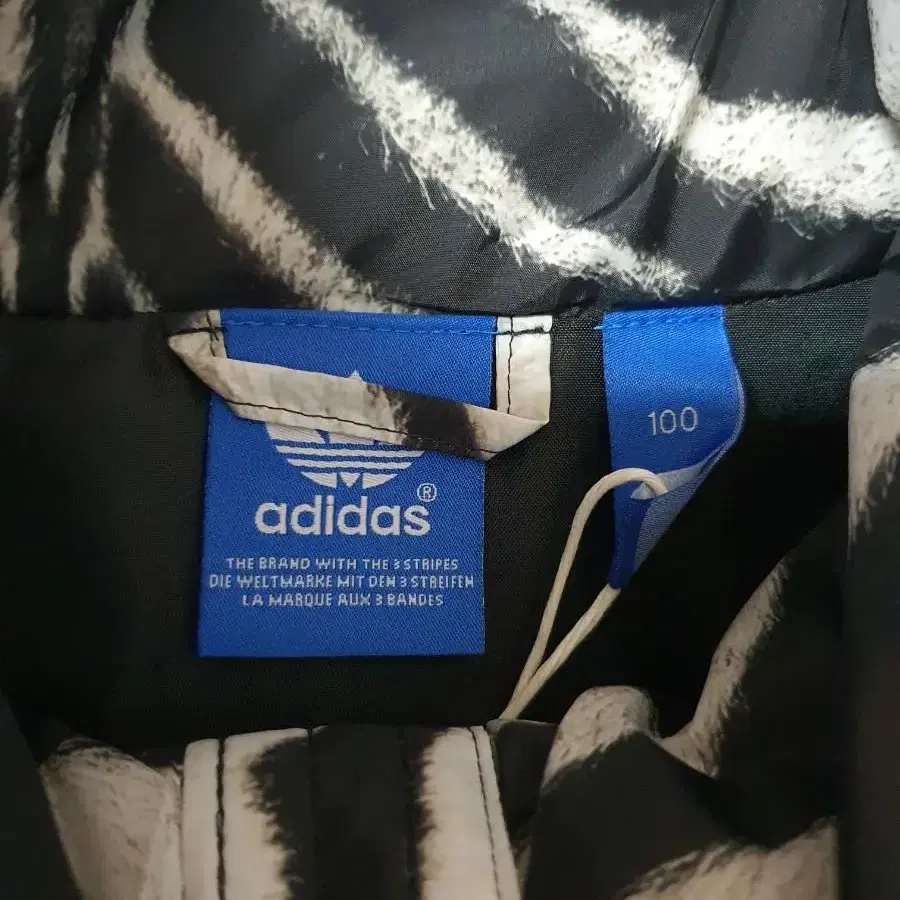 adidas®
THE BRAND WITH THE 3 STRIPES
DIE WELTMARKE MIT DEN 3 STREIFEN
LA MARQUE AUX 3 BANDES
100